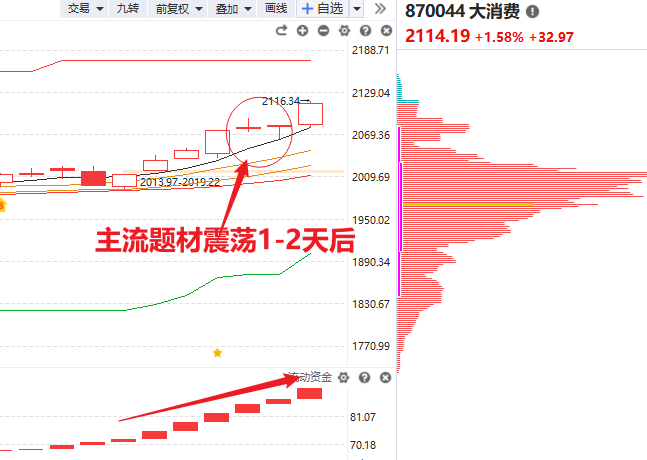 交易 九转 前复权 叠加 画线 自选
870044 大消费
2114.19 +1.58% +32.97
2188.71
2116.34
2129.04
2069.36
2013.97-2019.22
2009.69
1950.02
主流题材震荡1-2天后
1890.34
1830.67
1770.99
流动资金
81.07
70.18